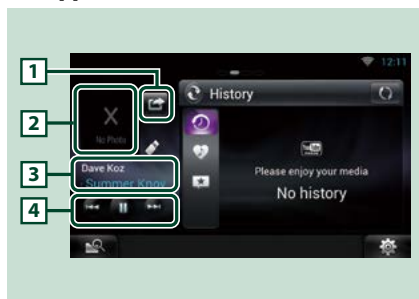 1
2
3
4
12:11
History
No Photo
Dave Koz
Summer Knov
Please enjoy your media
No history